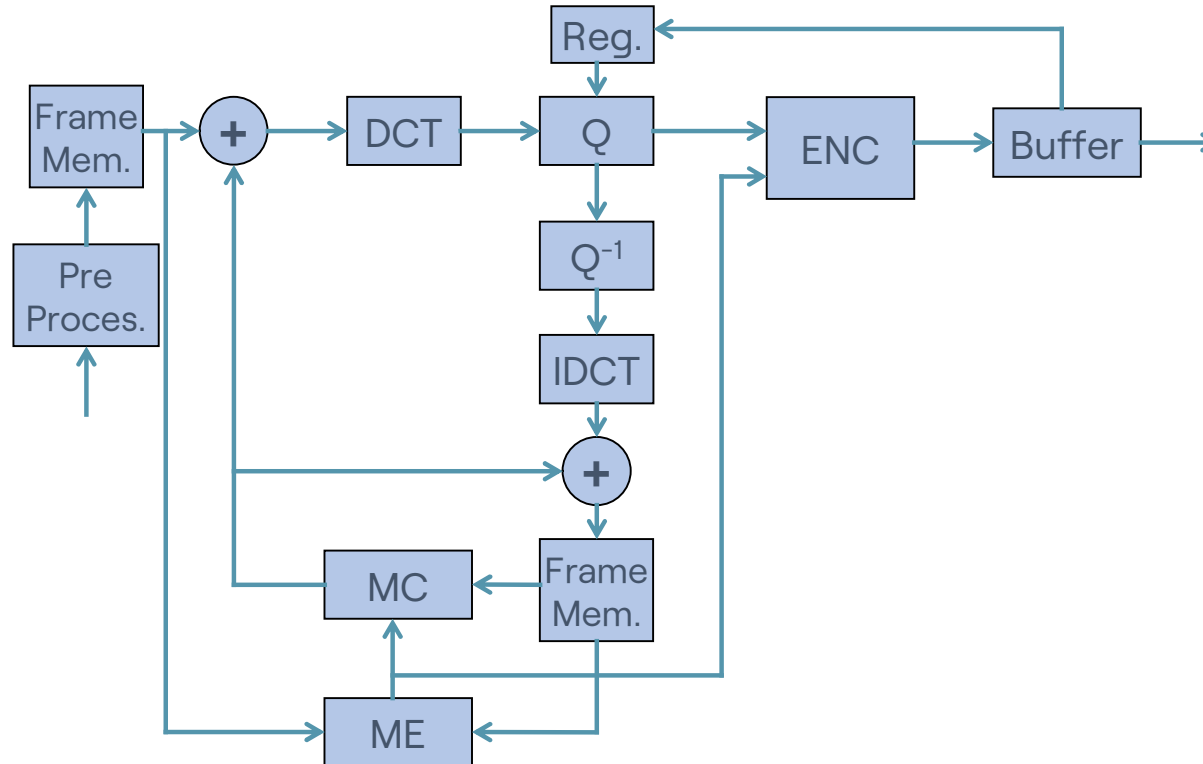 Reg.
Frame
Mem.
+
DCT
Q
ENC
Buffer
Pre
Proces.
Q⁻¹
IDCT
+
MC
Frame
Mem.
ME